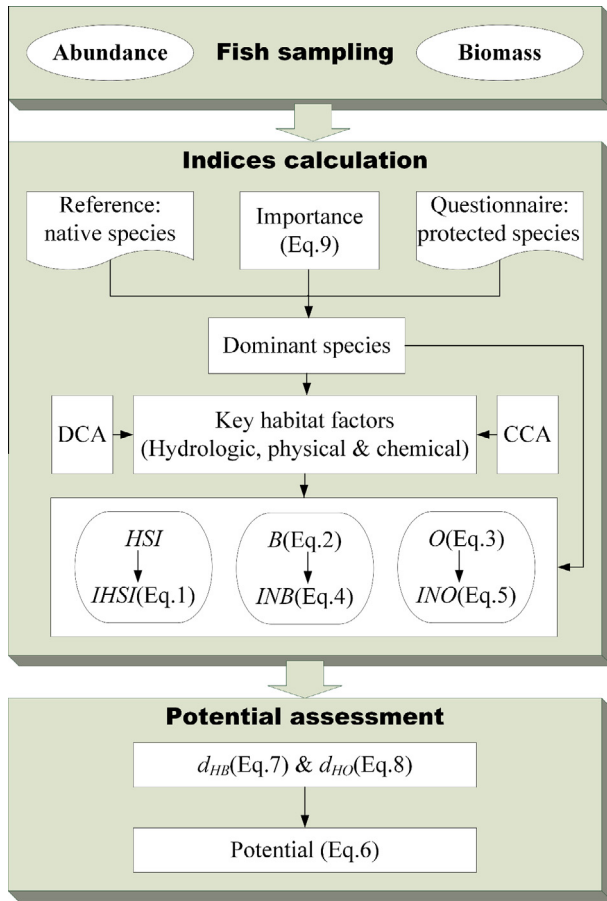 Abundance
Fish sampling
Biomass
Indices calculation
Reference:
native species
Importance
(Eq.9)
Questionnaire:
protected species
Dominant species
DCA
Key habitat factors
(Hydrologic, physical & chemical)
CCA
HSI
IHSI(Eq.1)
B(Eq.2)
INB(Eq.4)
O(Eq.3)
INO(Eq.5)
Potential assessment
dHB(Eq.7) & dHO(Eq.8)
Potential (Eq.6)